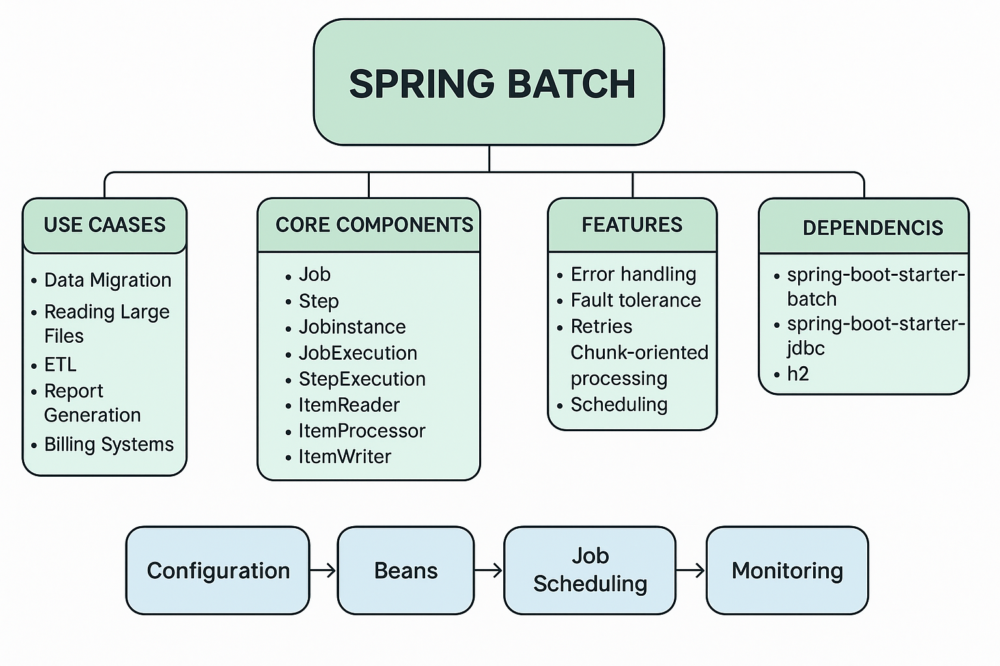 SPRING BATCH
USE CAASES
• Data Migration
• Reading Large
Files
• ETL
• Report
Generation
• Billing Systems
CORE COMPONENTS
• Job
• Step
• Jobinstance
• JobExecution
• StepExecution
• ItemReader
• ItemProcessor
• ItemWriter
FEATURES
• Error handling
• Fault tolerance
• Retries
Chunk-oriented
processing
• Scheduling
DEPENDENCIS
• spring-boot-starter-
batch
• spring-boot-starter-
jdbc
• h2
Configuration
Beans
Job
Scheduling
Monitoring